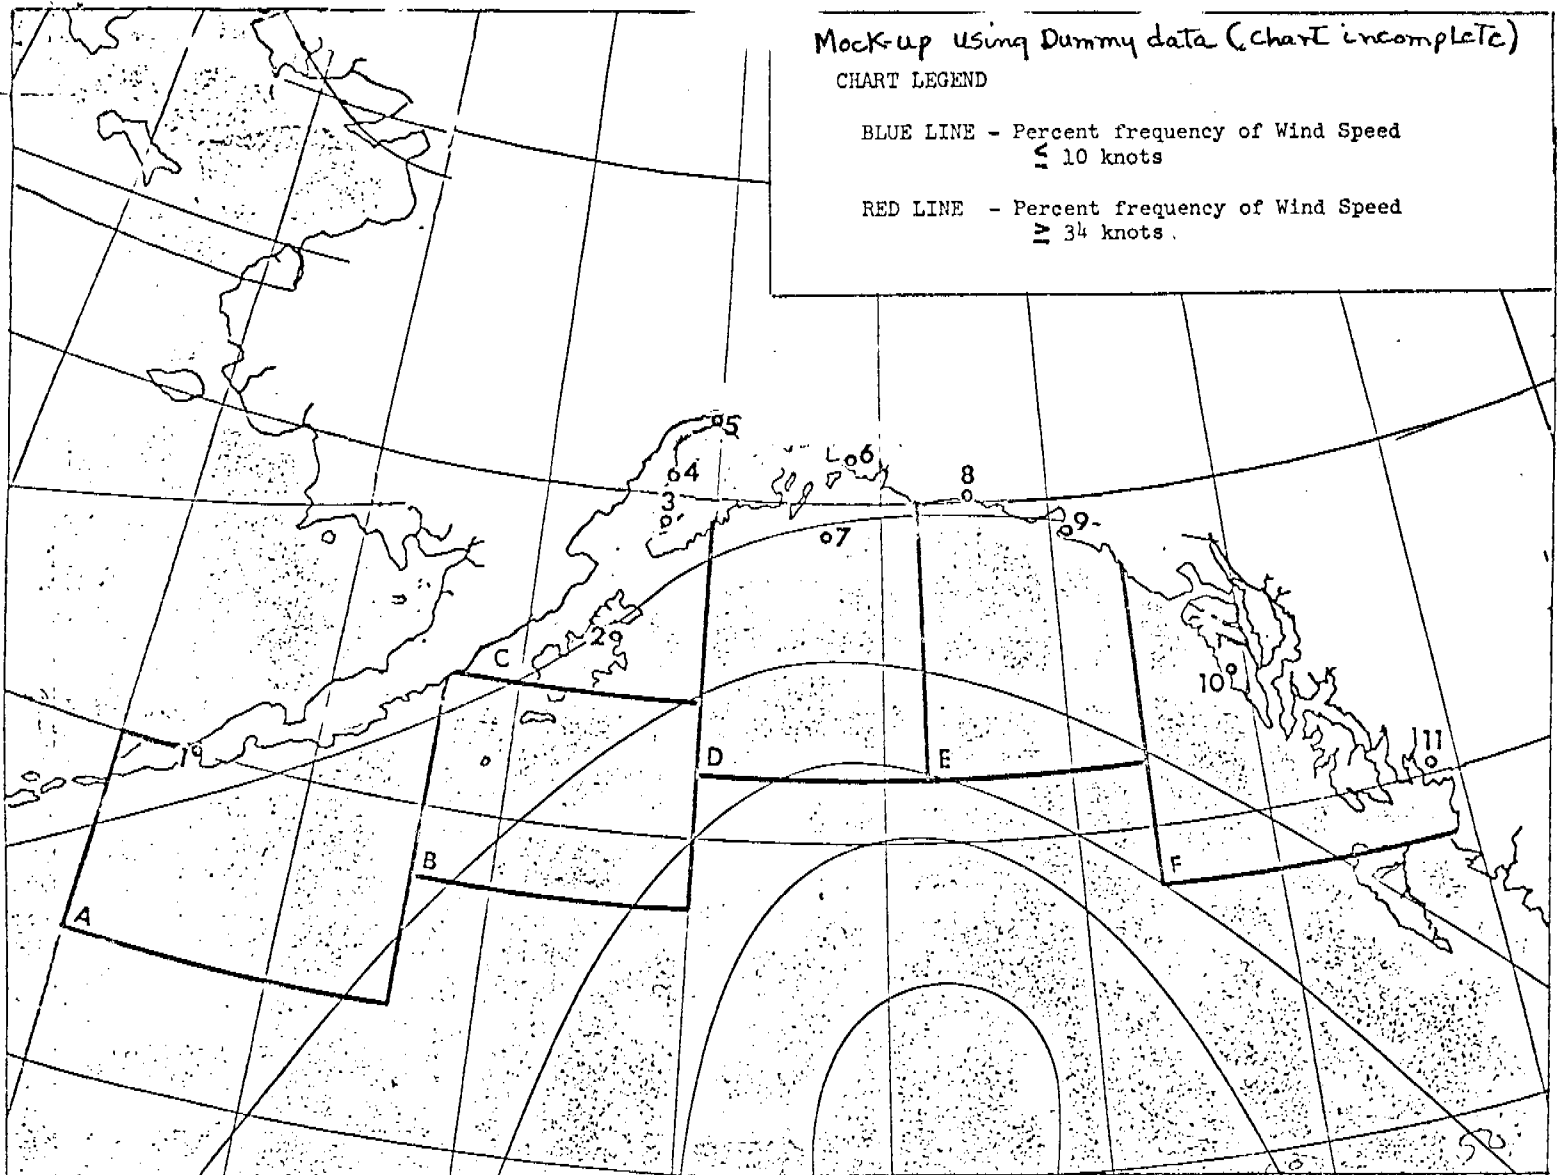 Mock-up using Dummy data (chart incomplete)
CHART LEGEND
BLUE LINE - Percent frequency of Wind Speed
≤ 10 knots
RED LINE - Percent frequency of Wind Speed
≥ 34 knots.
5
6
4
8
3
9
7
2
C
10
11
1
D
E
B
F
A